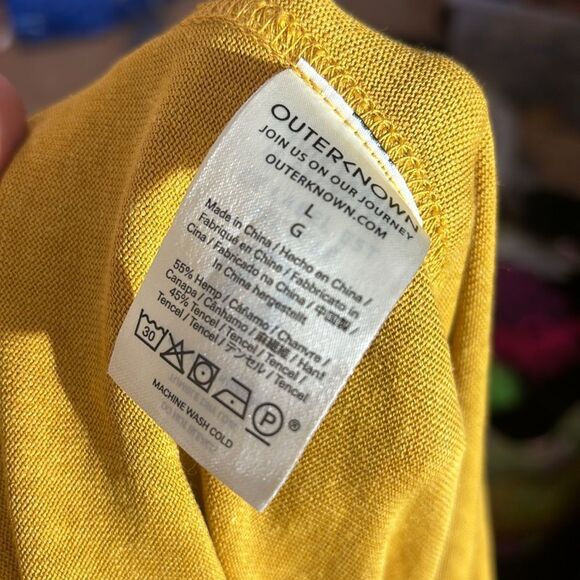 OUTERKNOWN
JOIN US ON OUR JOURNEY
OUTERKNOWN.COM
L
G
Made in China / Hecho en China /
Fabriqué en Chine / Fabbricato in
Cina / Fabricado na China / 中国製 /
in China hergestellt
55% Hemp / Cáñamo / Chanvre /
Canapa / Cânhamo / / Hanf
45% Tencel / Tencel / Tencel /
Tencel / Tencel / テンセル / Tencel
30 P ®
MACHINE WASH COLD